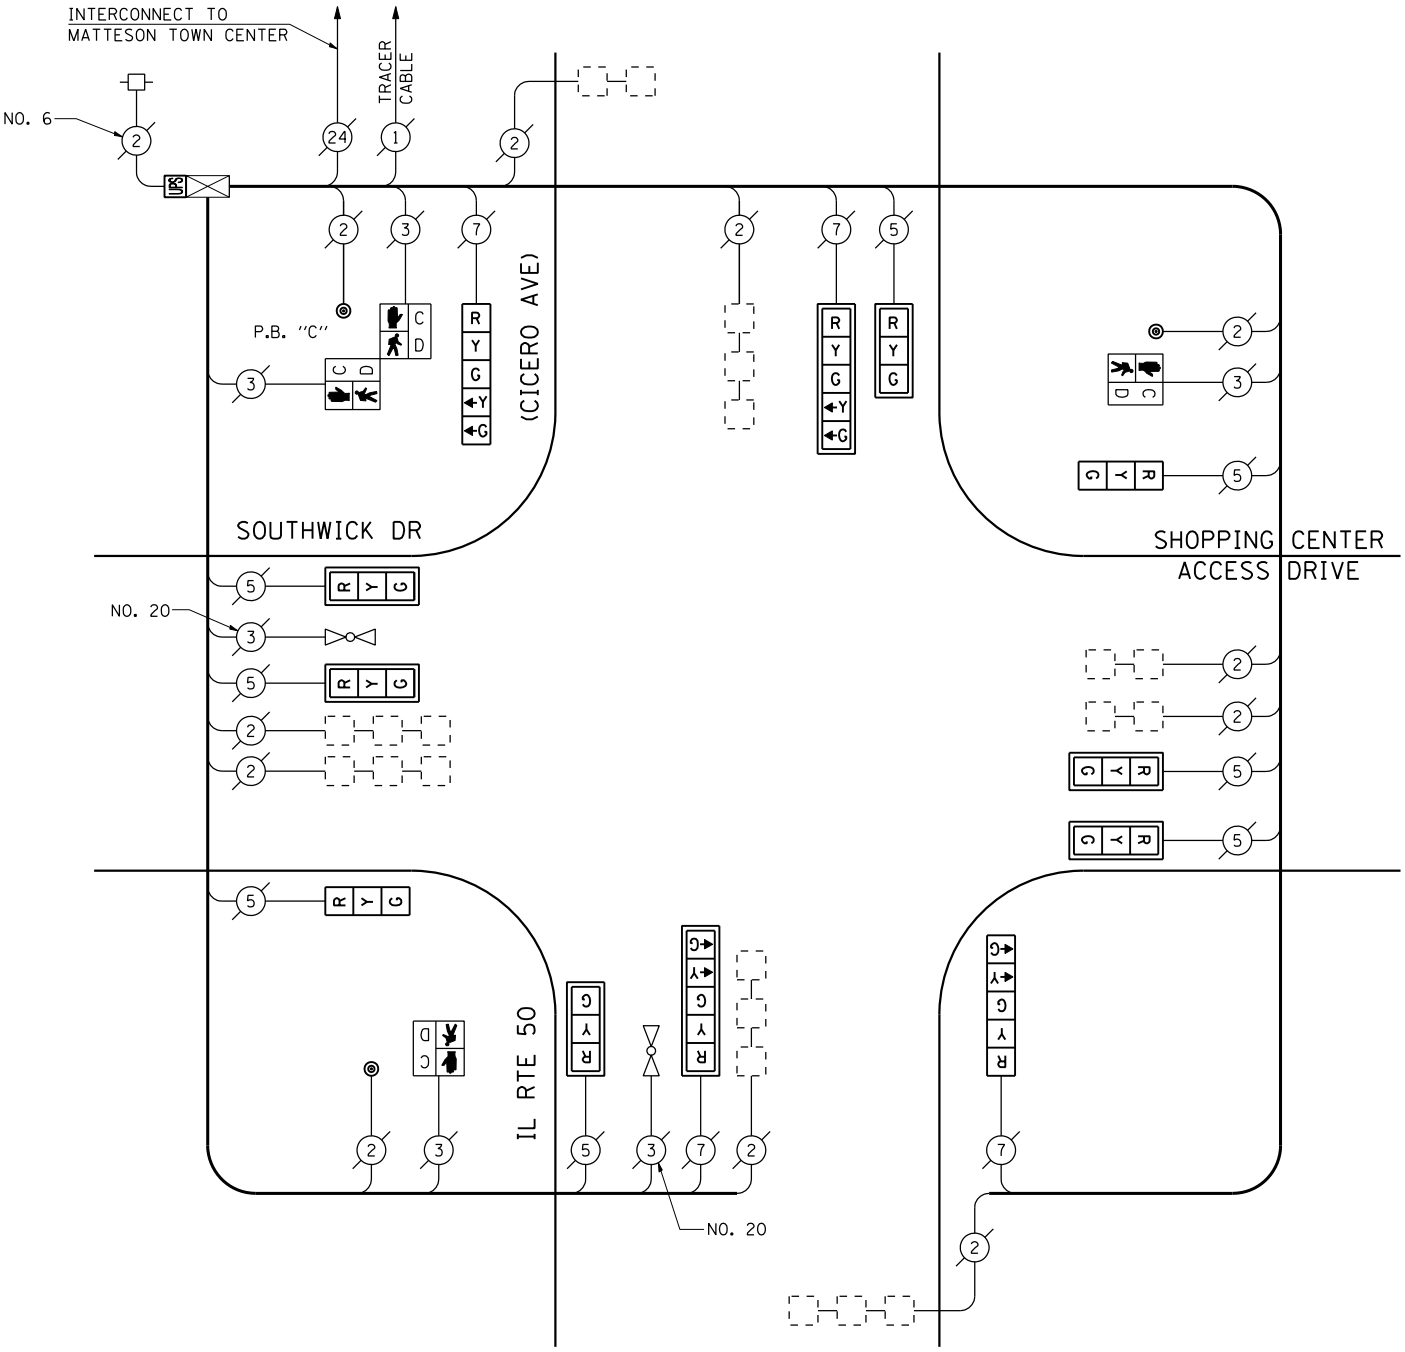 INTERCONNECT TO
MATTESON TOWN CENTER
TRACER
CABLE
NO. 6
2
24
1
2
UPS
2
3
7
2
7
5
P.B. "C"
C
D
C D
3
R
Y
G
←Y
←G
(CICERO AVE)
R
Y
G
←Y
←G
R
Y
G
2
3
C
D
5
R Y G
SOUTHWICK DR
SHOPPING CENTER
ACCESS DRIVE
5
R Y G
NO. 20
3
5
R Y G
2
2
2
2
R Y G
5
R Y G
5
5
R Y G
IL RTE 50
D
C
G
Y
R
←G
←Y
G
Y
R
←G
←Y
G
Y
R
2
3
5
3
7
2
7
NO. 20
2